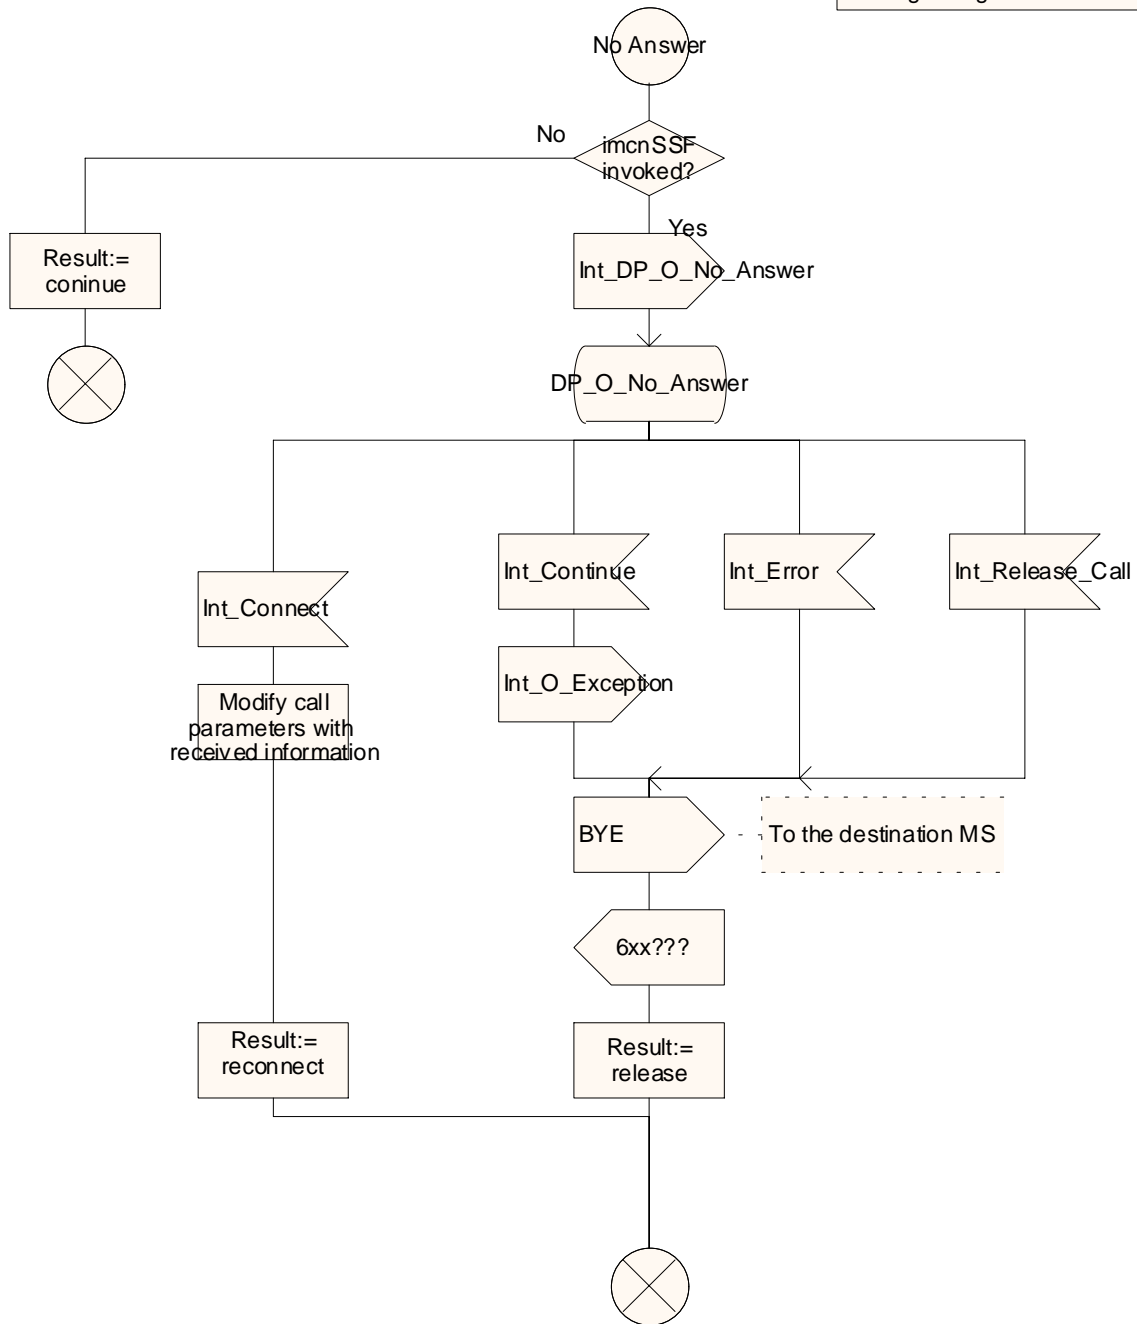 No Answer
No
imcnSSF
invoked?
Yes
Result:=
coninue
Int_DP_O_No_Answer
DP_O_No_Answer
Int_Connect
Int_Continue
Int_Error
Int_Release_Call
Modify call
parameters with
received information
Int_O_Exception
BYE
To the destination MS
6xx???
Result:=
reconnect
Result:=
release